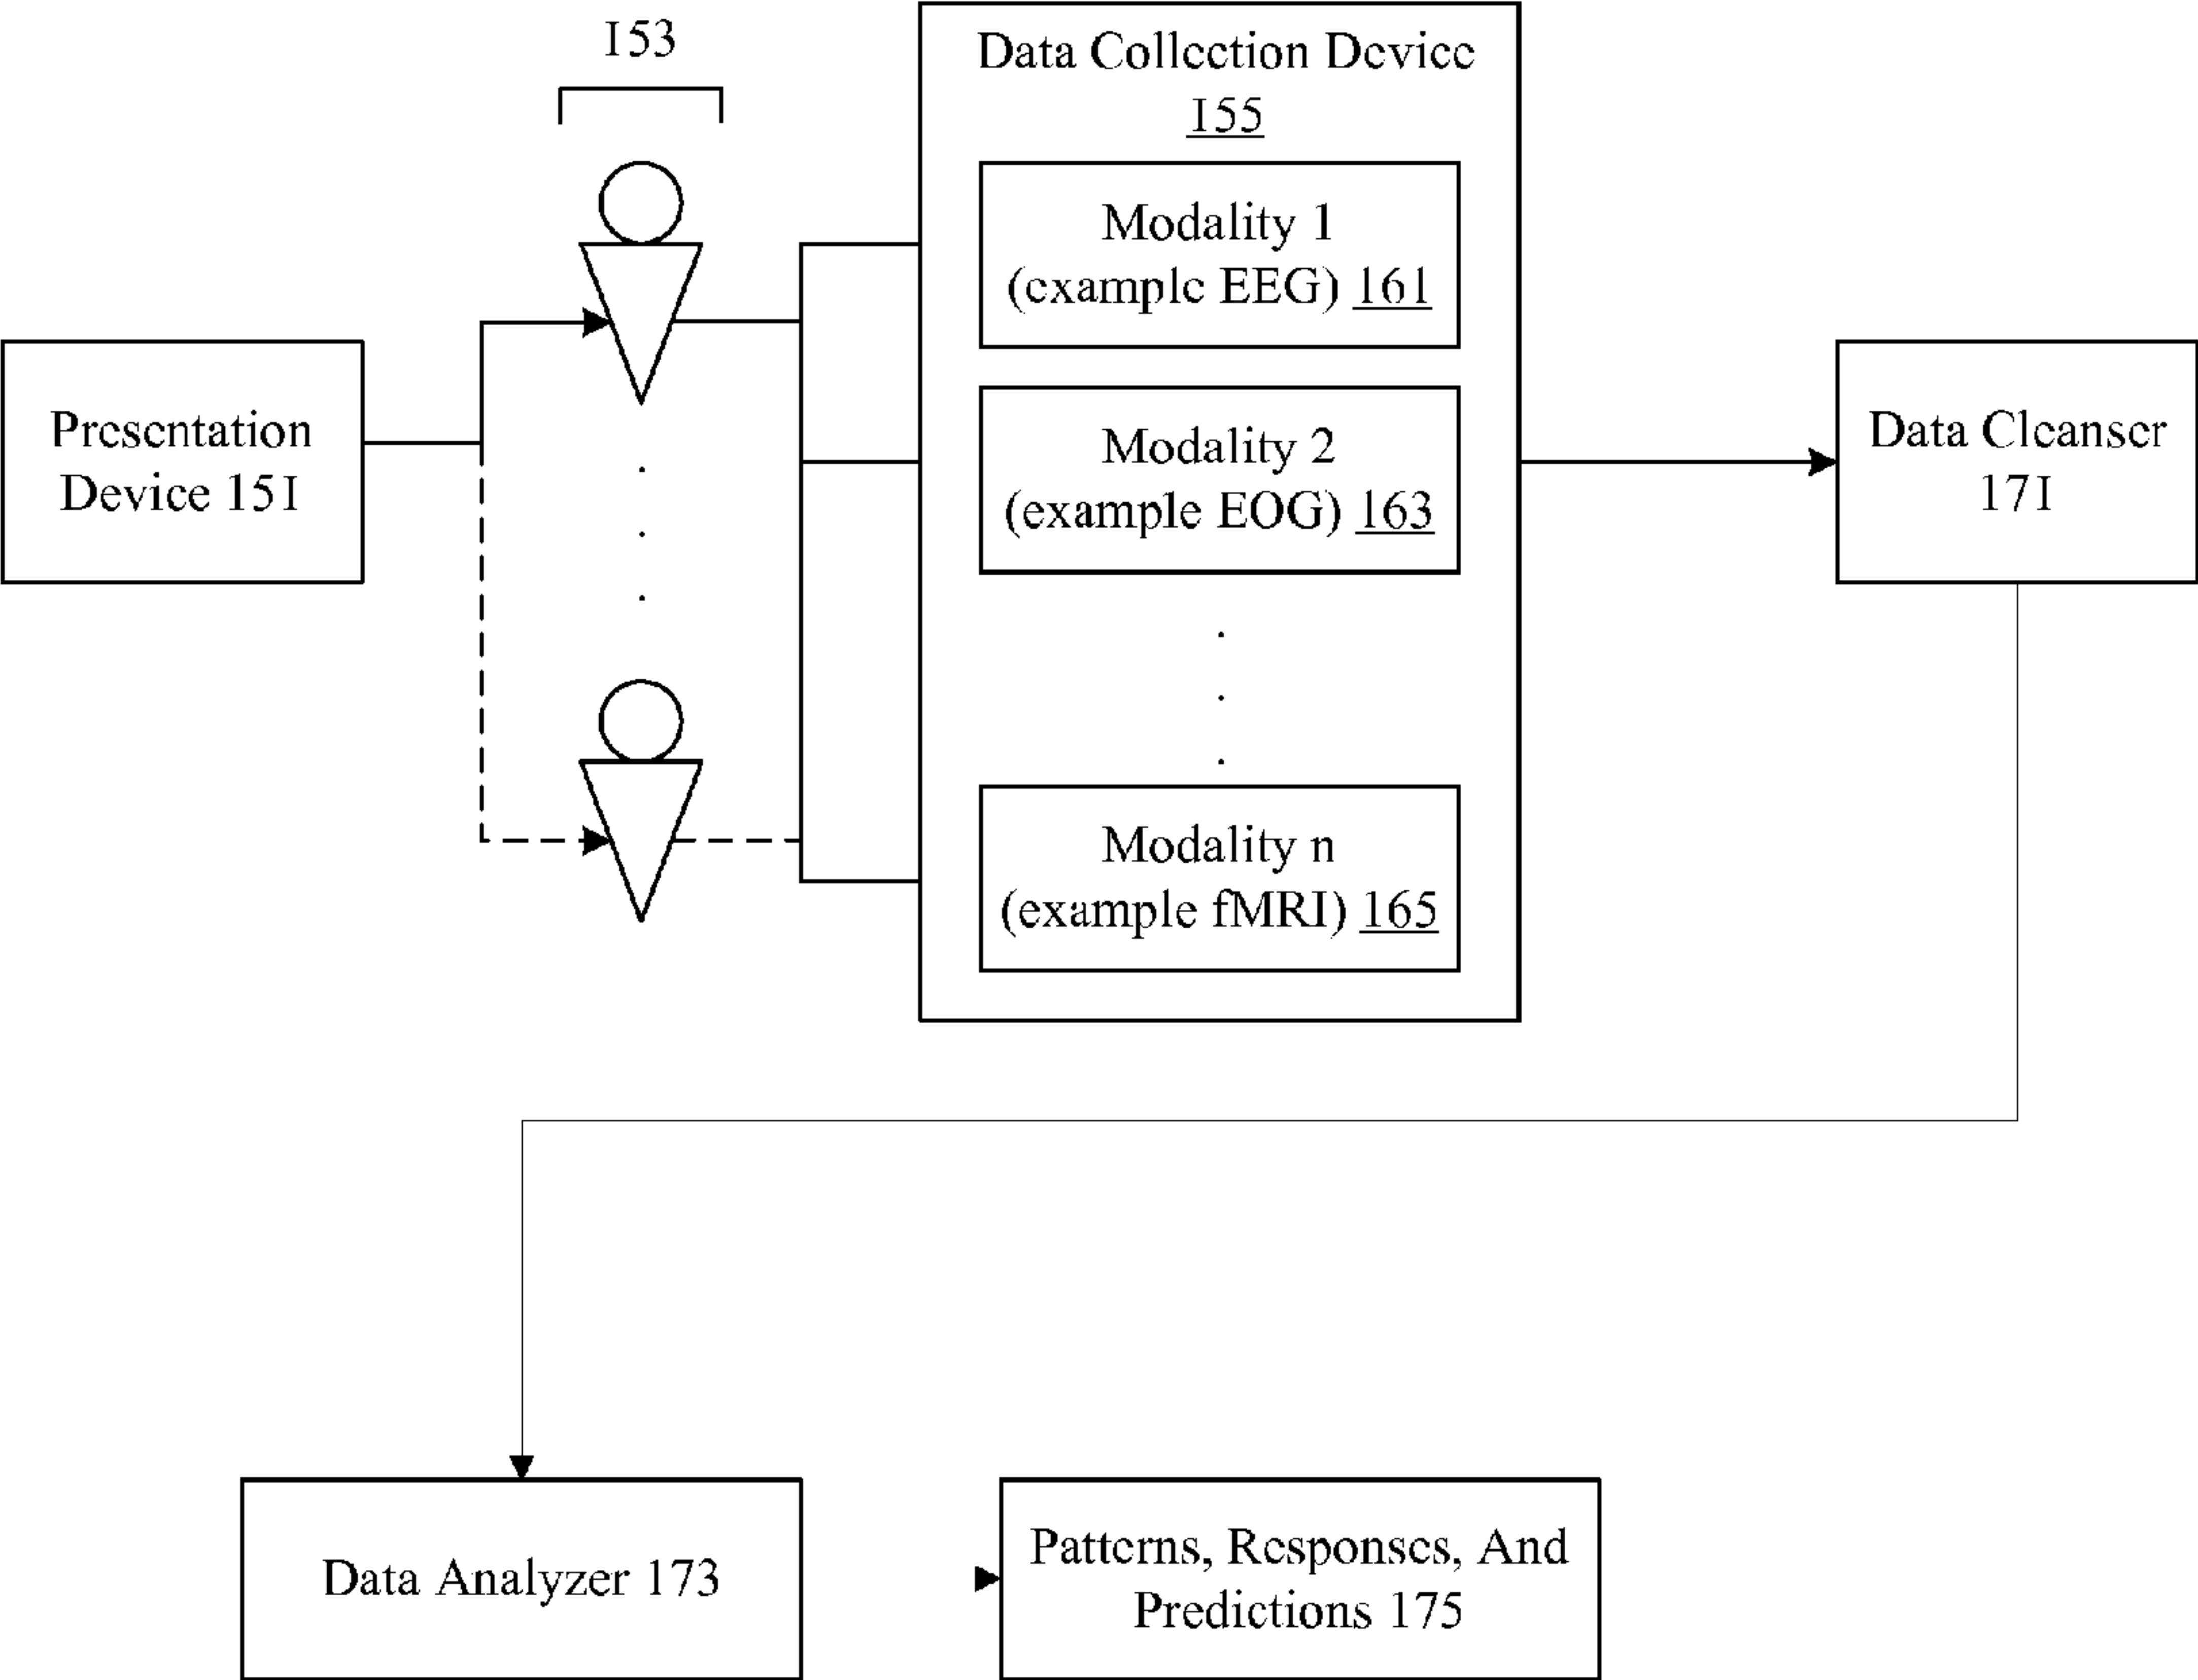 153
Data Collection Device
155
Modality 1
(example EEG) 161
Presentation
Device 151
Modality 2
(example EOG) 163
Data Cleanser
171
Modality n
(example fMRI) 165
Data Analyzer 173
Patterns, Responses, And
Predictions 175